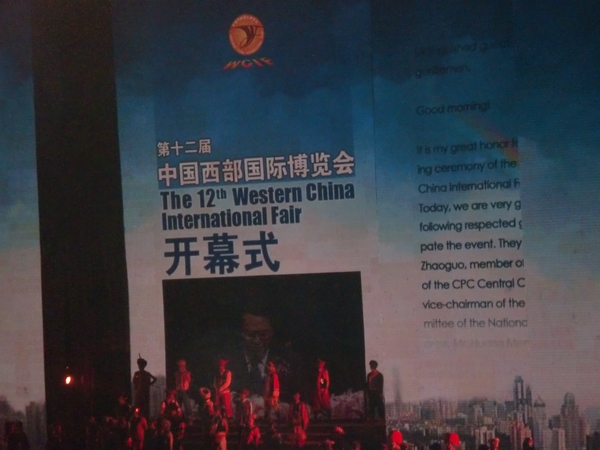 WCIF
第十二届
中国西部国际博览会
The 12th Western China
International Fair
开幕式
gentleman,
Good morning!
It is my great honor
ing ceremony of the
China International
Today, we are very
following respected
pate the event. They
Zhaoguo, member
of the CPC Central
vice-chairman of the
mittee of the